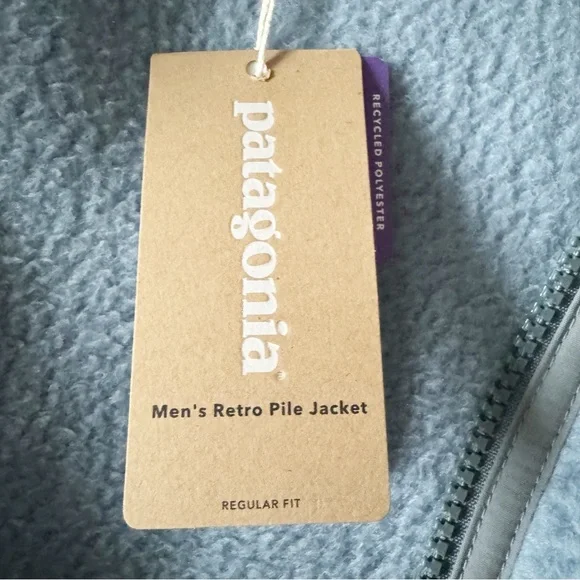 patagonia®
Men's Retro Pile Jacket
REGULAR FIT
RECYCLED POLYESTER